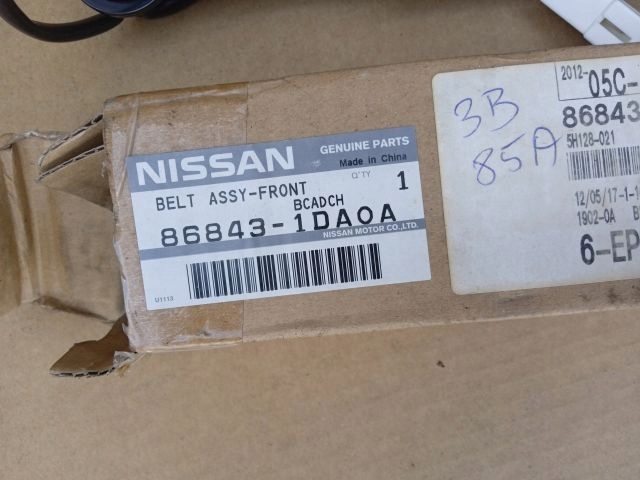 NISSAN
GENUINE PARTS
Made in China
Q'TY
1
BELT ASSY-FRONT
BCADCH
86843-1DA0A
NISSAN MOTOR CO.,LTD.
U1113
3B
85A
2012-
05C-
86843
5H128-021
12/05/17-1-1
1902-0A
6-EP